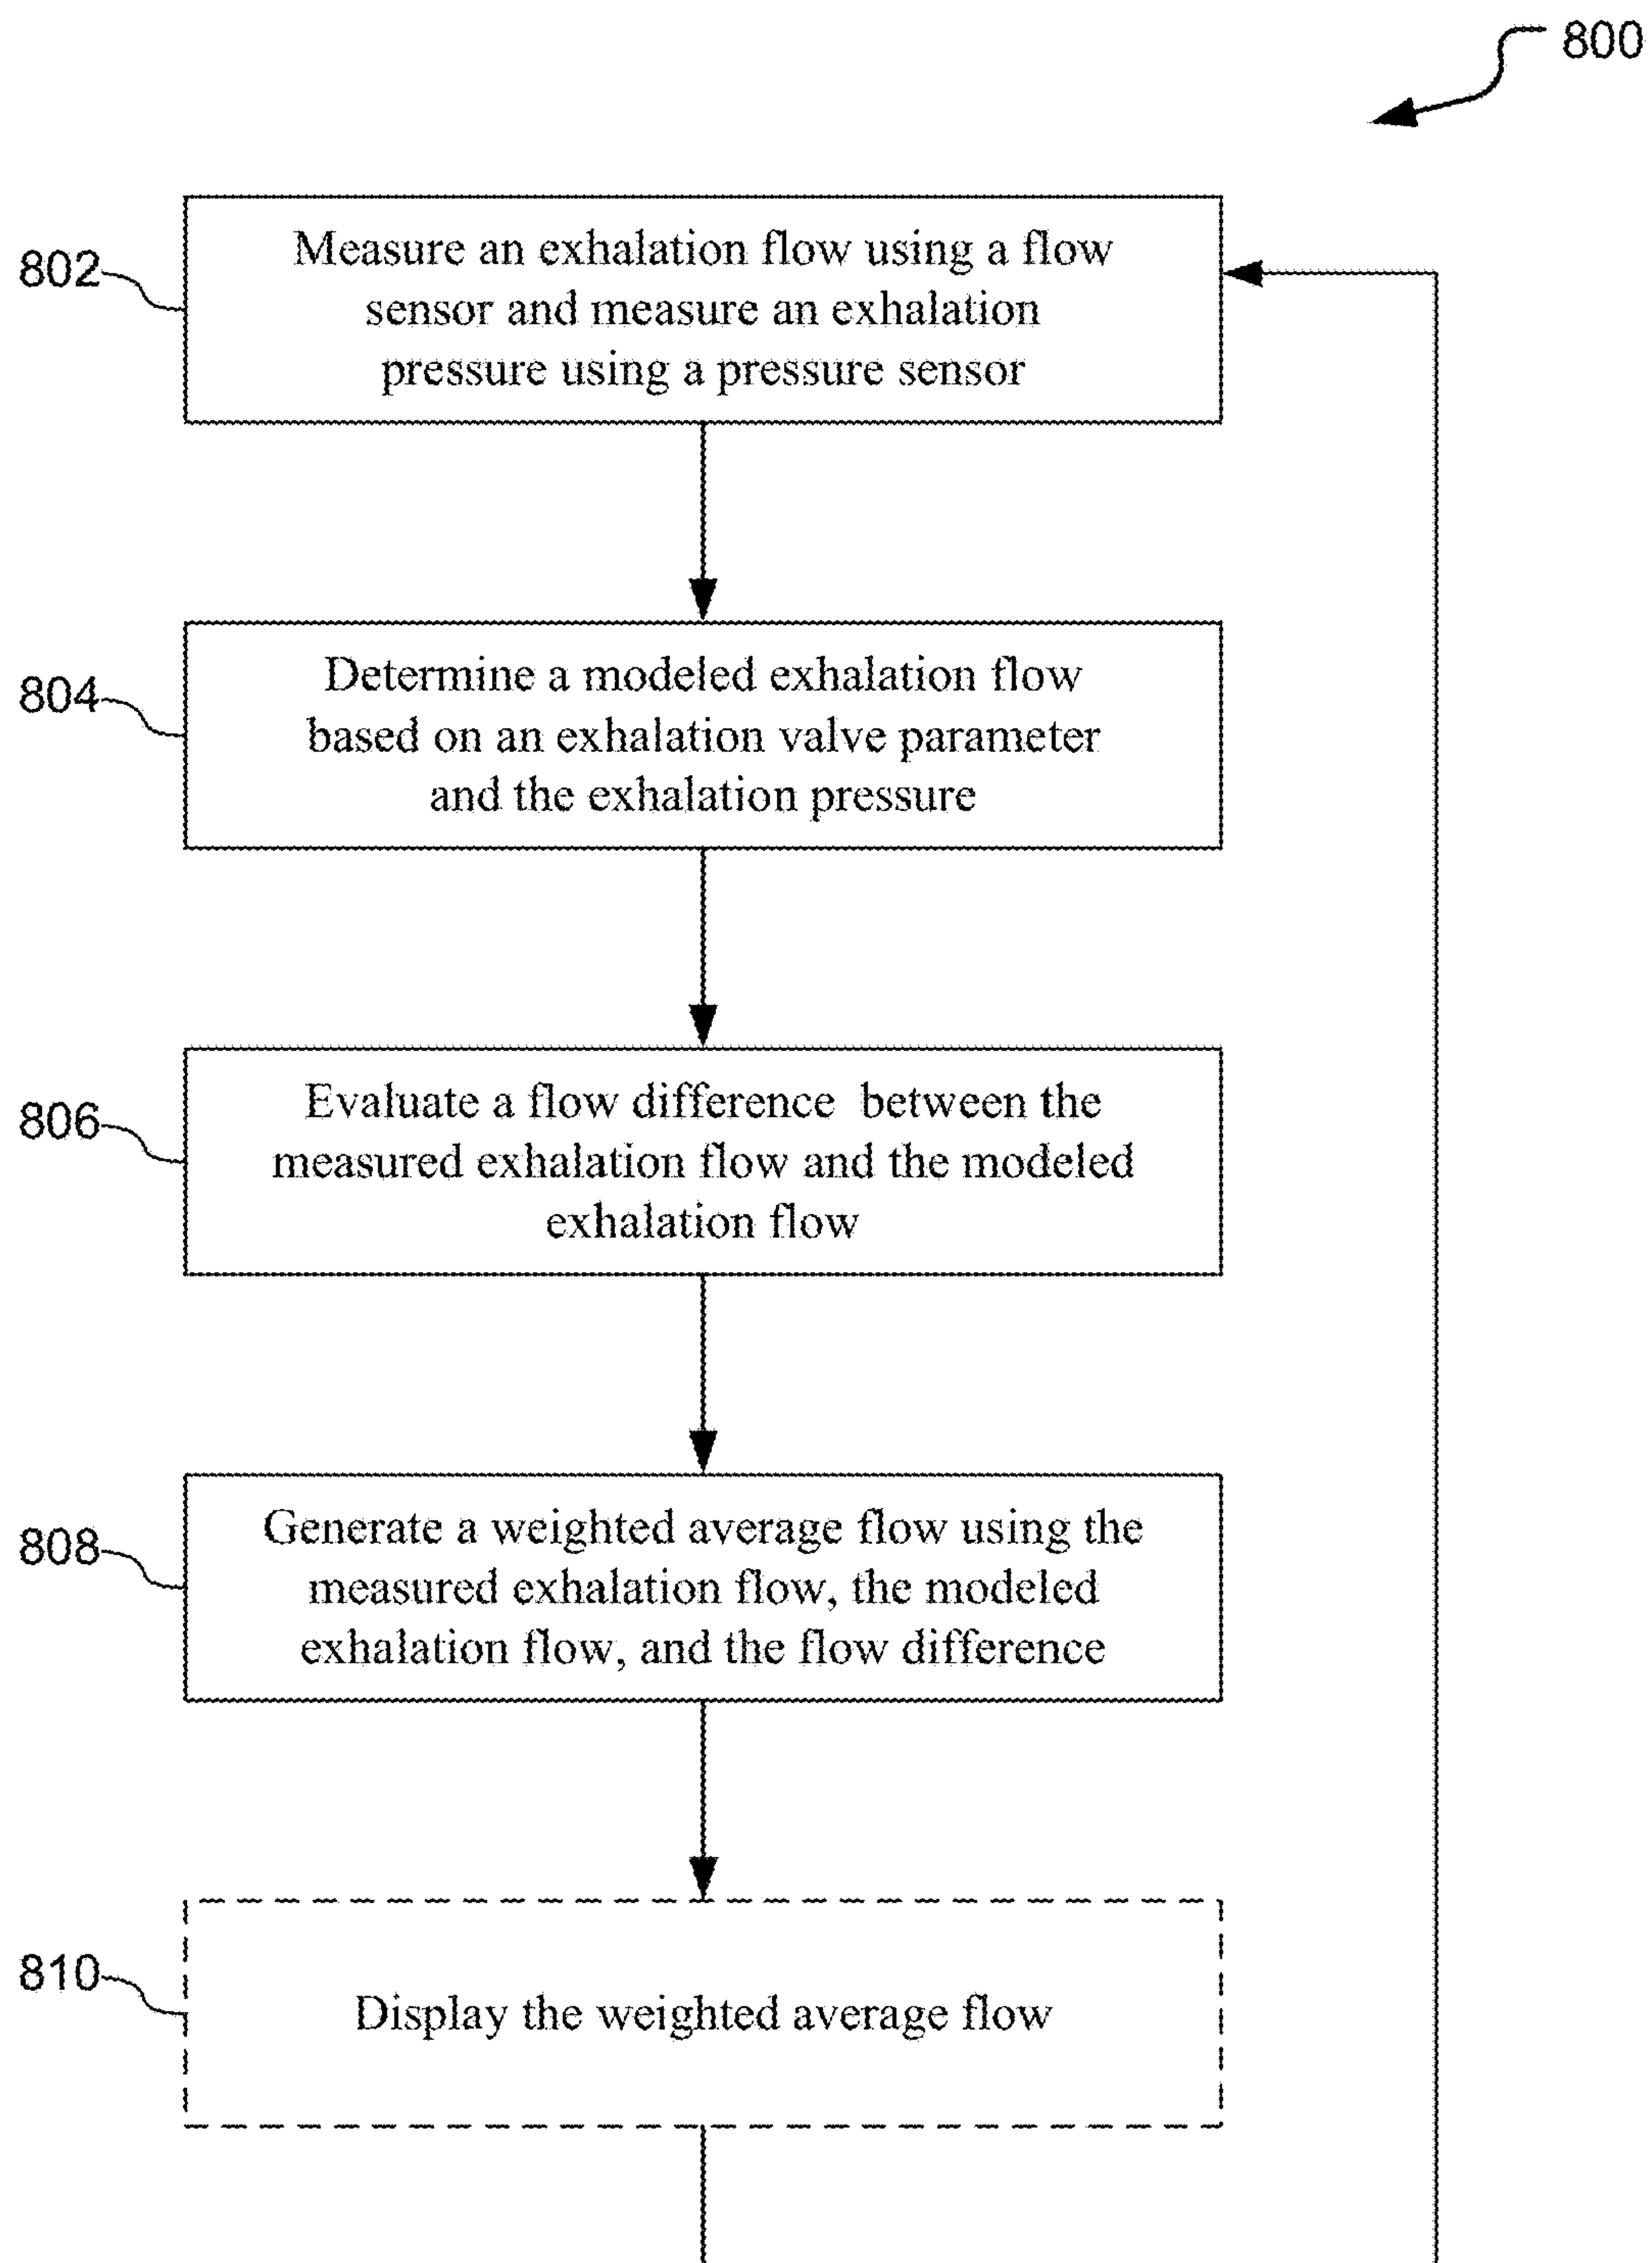 800
802
Measure an exhalation flow using a flow
sensor and measure an exhalation
pressure using a pressure sensor
804
Determine a modeled exhalation flow
based on an exhalation valve parameter
and the exhalation pressure
806
Evaluate a flow difference between the
measured exhalation flow and the modeled
exhalation flow
808
Generate a weighted average flow using the
measured exhalation flow, the modeled
exhalation flow, and the flow difference
810
Display the weighted average flow